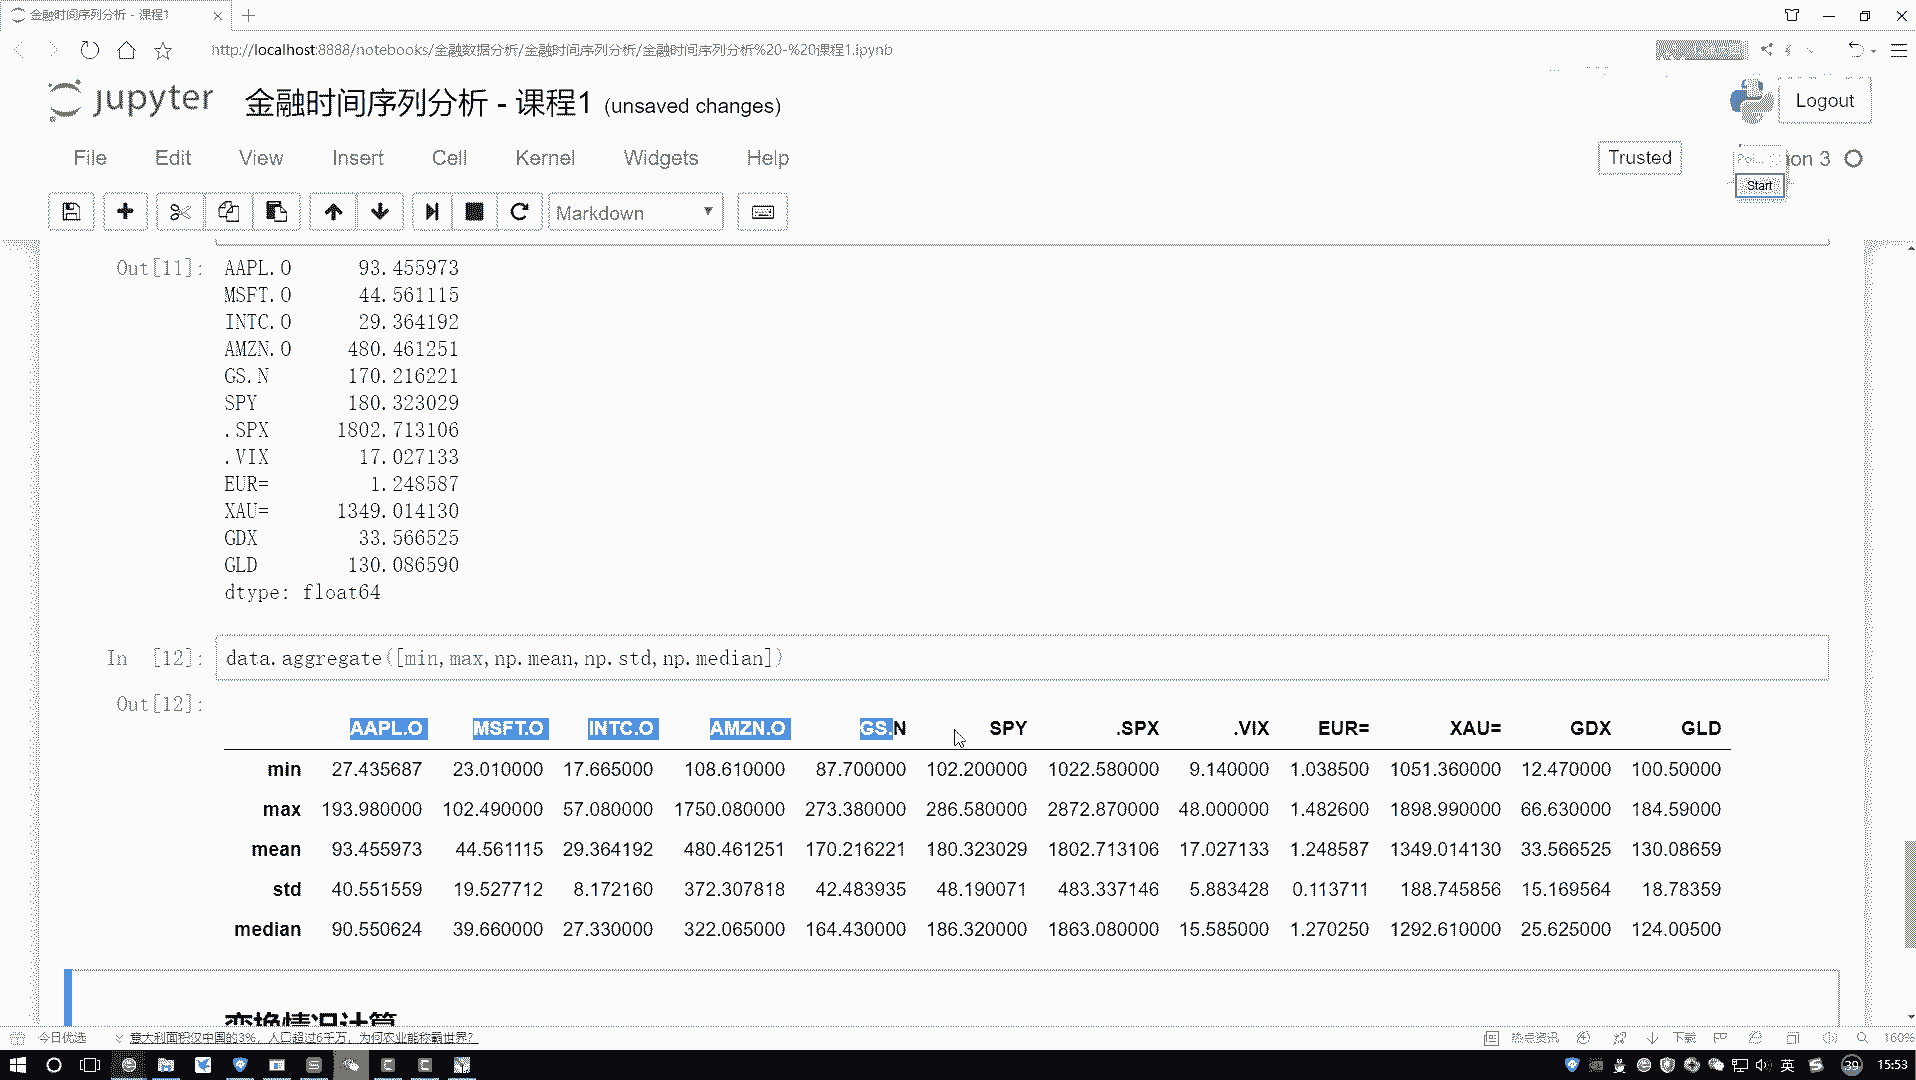 金融时间序列分析 - 课程1
http://localhost:8888/notebooks/金融数据分析/金融时间序列分析/金融时间序列分析%20-%20课程1.ipynb
jupyter 金融时间序列分析 - 课程1 (unsaved changes)
Logout
File Edit View Insert Cell Kernel Widgets Help
Trusted
on 3
Start
Markdown
Out[11]: AAPL.O 93.455973
MSFT.O 44.561115
INTC.O 29.364192
AMZN.O 480.461251
GS.N 170.216221
SPY 180.323029
.SPX 1802.713106
.VIX 17.027133
EUR= 1.248587
XAU= 1349.014130
GDX 33.566525
GLD 130.086590
dtype: float64
In [12]: data.aggregate([min,max,np.mean,np.std,np.median])
Out[12]:
AAPL.O MSFT.O INTC.O AMZN.O GS.N SPY .SPX .VIX EUR= XAU= GDX GLD
min 27.435687 23.010000 17.665000 108.610000 87.700000 102.200000 1022.580000 9.140000 1.038500 1051.360000 12.470000 100.50000
max 193.980000 102.490000 57.080000 1750.080000 273.380000 286.580000 2872.870000 48.000000 1.482600 1898.990000 66.630000 184.59000
mean 93.455973 44.561115 29.364192 480.461251 170.216221 180.323029 1802.713106 17.027133 1.248587 1349.014130 33.566525 130.08659
std 40.551559 19.527712 8.172160 372.307818 42.483935 48.190071 483.337146 5.883428 0.113711 188.745856 15.169564 18.78359
median 90.550624 39.660000 27.330000 322.065000 164.430000 186.320000 1863.080000 15.585000 1.270250 1292.610000 25.625000 124.00500
变换情况计算
今日优选 意大利面积仅中国的3%，人口超过6千万，为何农业能称霸世界？ 热点资讯 下载 160%
英 39 15:53